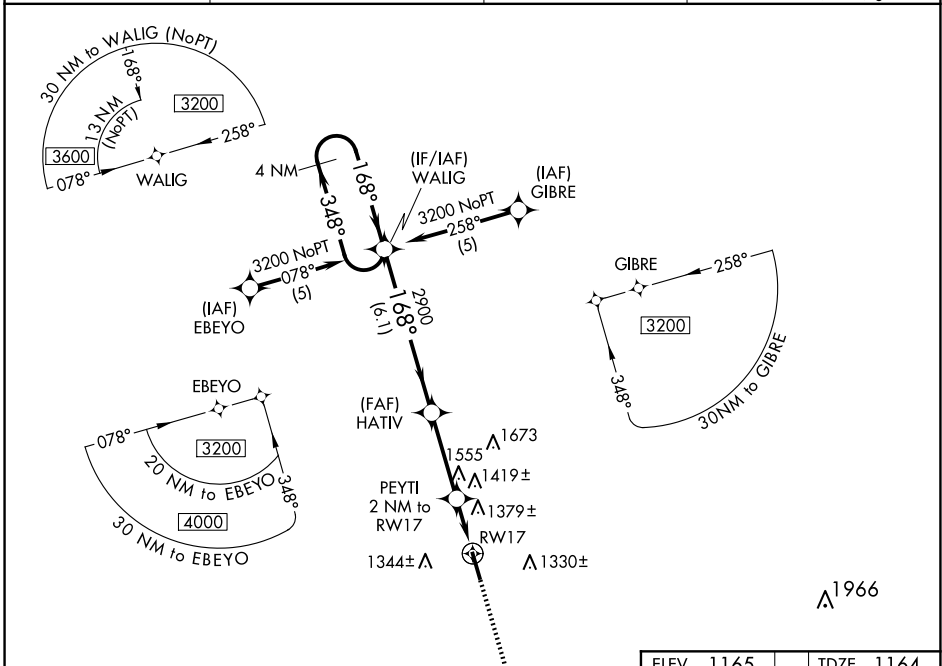 30 NM to WALIG (NoPT)
168°
13 NM
(NoPT)
3200
3600
258°
078°
WALIG
4 NM
168°
348°
(IF/IAF)
WALIG
(IAF)
GIBRE
3200 NoPT
258°
(5)
3200 NoPT
078°
(5)
(IAF)
EBEYO
2900
168°
(6.1)
GIBRE
258°
3200
348°
30NM to GIBRE
EBEYO
078°
3200
20 NM to EBEYO
348°
4000
30 NM to EBEYO
(FAF)
HATIV
1673
1555
1419±
PEYTI
2 NM to
RW17
1379±
RW17
1344±
1330±
1966
ELEV 1165
TDZE 1164